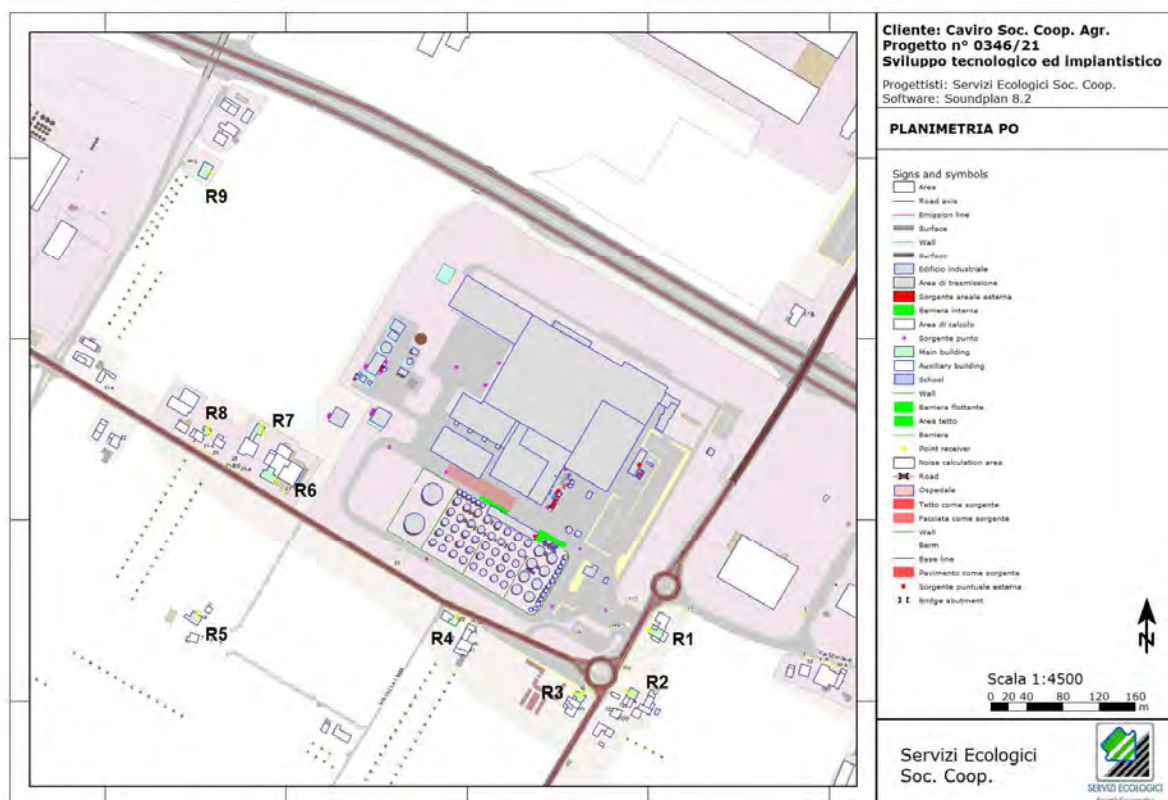 Cliente: Caviro Soc. Coop. Agr.
Progetto n° 0346/21
Sviluppo tecnologico ed impiantistico
Progettisti: Servizi Ecologici Soc. Coop.
Software: Soundplan 8.2
PLANIMETRIA PO
Signs and symbols
Area
Road axis
Emission line
Surface
Wall
Surface
Edificio industriale
Area di trasmissione
Sorgente areale esterna
Barriera interna
Area di calcolo
Sorgente punto
Main building
Auxiliary building
School
Wall
Barriera flottante
Area tetto
Barriera
Point receiver
Noise calculation area
Road
Ospedale
Tetto come sorgente
Facciata come sorgente
Wall
Berm
Base line
Pavimento come sorgente
Sorgente puntuale esterna
Bridge abutment
N
Scala 1:4500
0 20 40 80 120 160
m
Servizi Ecologici
Soc. Coop.
SERVIZI ECOLOGICI
R9
R8
R7
R6
R5
R4
R1
R3
R2